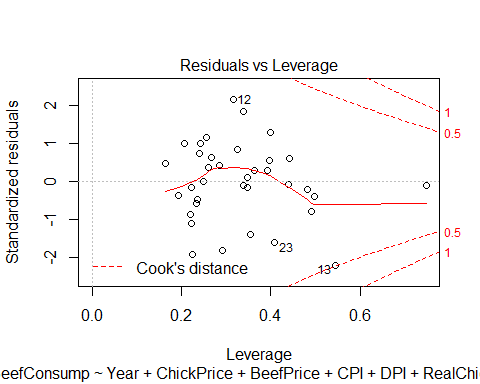 Residuals vs Leverage
Standardized residuals
2
1
0
-1
-2
12
23
13
1
0.5
0.5
1
Cook's distance
0.0 0.2 0.4 0.6
Leverage
eefConsump ~ Year + ChickPrice + BeefPrice + CPI + DPI + RealChi